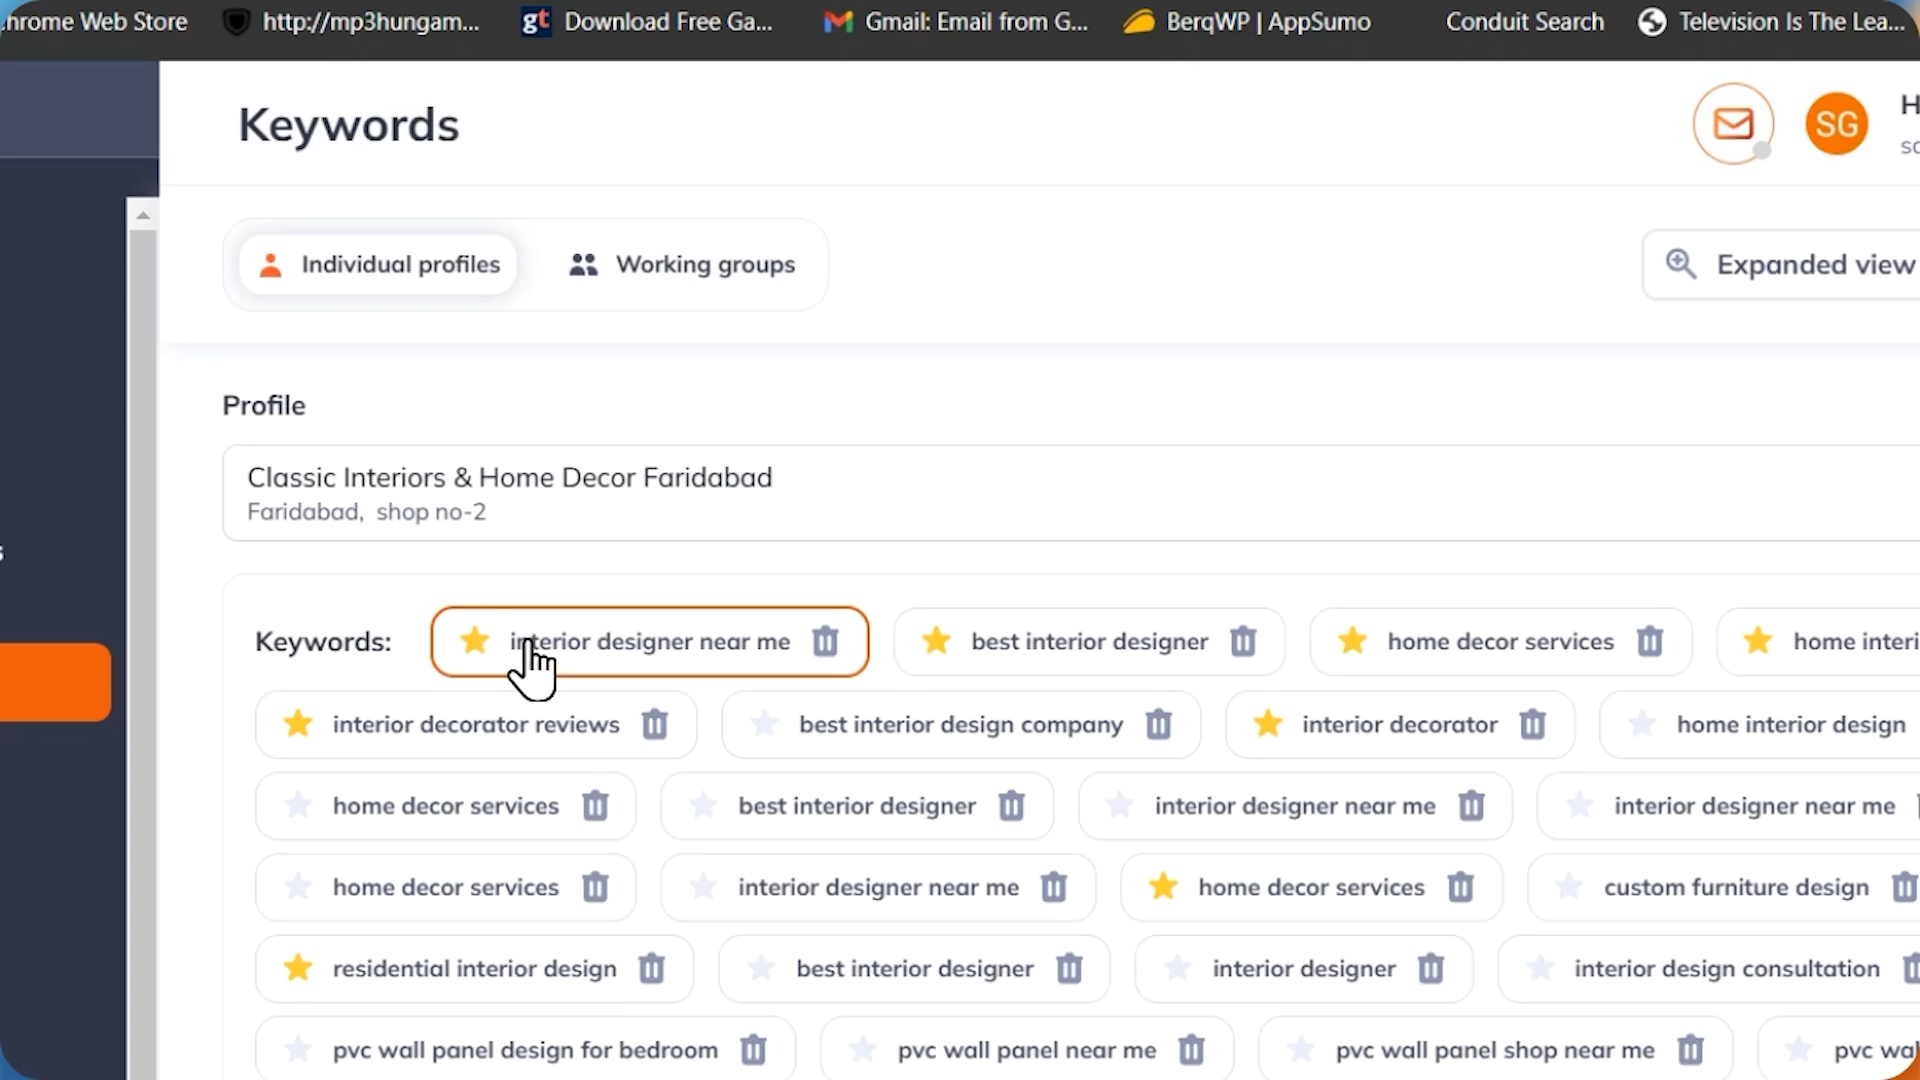 hrome Web Store http://mp3hungam... gt Download Free Ga... Gmail: Email from G... BerqWP | AppSumo Conduit Search Television Is The Lea...
Keywords
SG
H
Individual profiles Working groups
Expanded view
Profile
Classic Interiors & Home Decor Faridabad
Faridabad, shop no-2
Keywords: interior designer near me best interior designer home decor services home interi
interior decorator reviews best interior design company interior decorator home interior design
home decor services best interior designer interior designer near me interior designer near me
home decor services interior designer near me home decor services custom furniture design
residential interior design best interior designer interior designer interior design consultation
pvc wall panel design for bedroom pvc wall panel near me pvc wall panel shop near me pvc wal